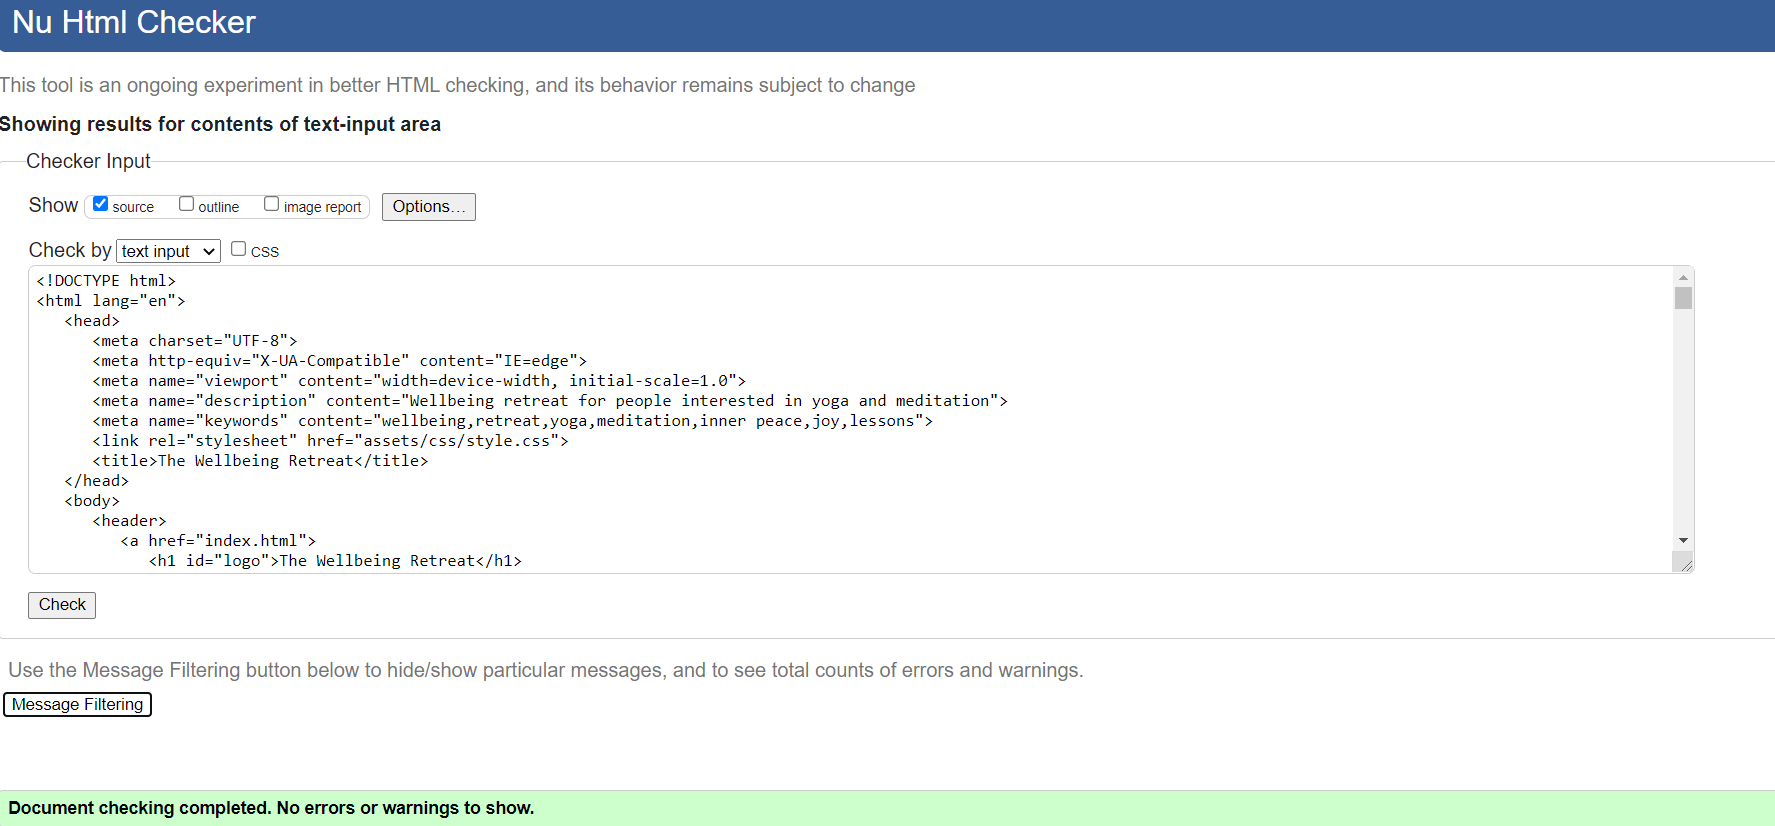 Nu Html Checker
This tool is an ongoing experiment in better HTML checking, and its behavior remains subject to change
Showing results for contents of text-input area
Checker Input
Show source outline image report Options...
Check by text input CSS
<!DOCTYPE html>
<html lang="en">
<head>
<meta charset="UTF-8">
<meta http-equiv="X-UA-Compatible" content="IE=edge">
<meta name="viewport" content="width=device-width, initial-scale=1.0">
<meta name="description" content="Wellbeing retreat for people interested in yoga and meditation">
<meta name="keywords" content="wellbeing,retreat,yoga,meditation,inner peace,joy,lessons">
<link rel="stylesheet" href="assets/css/style.css">
<title>The Wellbeing Retreat</title>
</head>
<body>
<header>
<a href="index.html">
<h1 id="logo">The Wellbeing Retreat</h1>
Check
Use the Message Filtering button below to hide/show particular messages, and to see total counts of errors and warnings.
Message Filtering
Document checking completed. No errors or warnings to show.